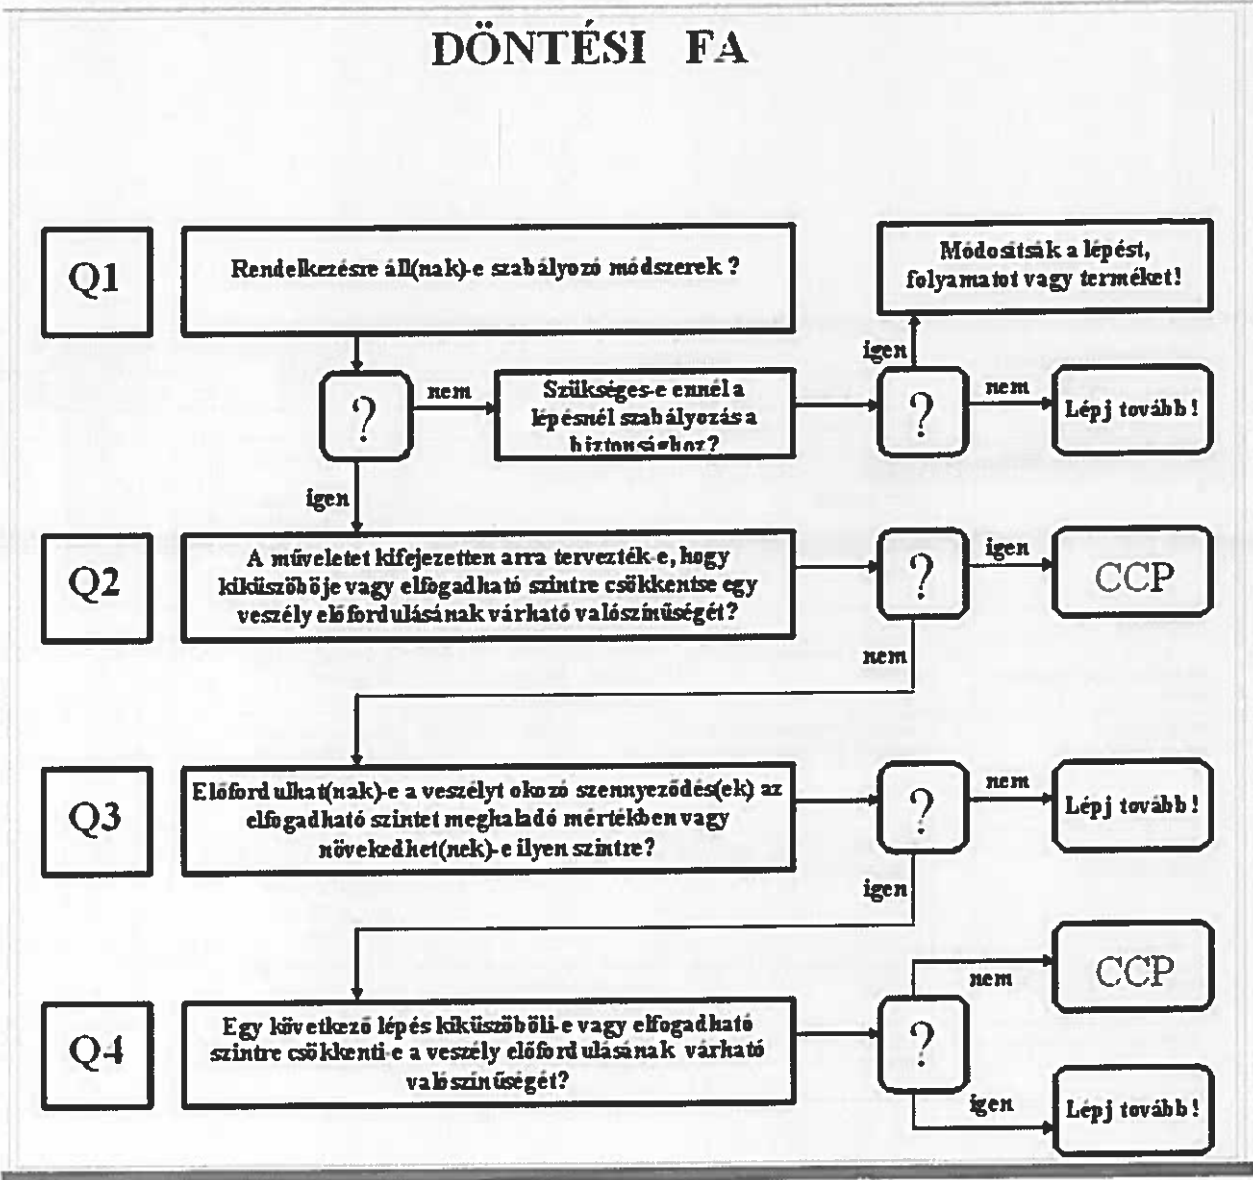 DÖNTÉSI FA
Q1
Rendelkezésre áll(nak)-e szabályozó módszerek ?
Módosítsák a lépést,
folyamatot vagy terméket!
igen
?
nem
Szükséges-e ennél a
lépésnél szabályozás a
biztonsághoz?
?
nem
Lépj tovább !
igen
Q2
A műveletet kifejezetten arra tervezték-e, hogy
kiküszöbölje vagy elfogadható szintre csökkentse egy
veszély előfordulásának várható valószínűségét?
?
igen
CCP
nem
Q3
Előfordulhat(nak)-e a veszélyt okozó szennyeződés(ek) az
elfogadható szintet meghaladó mértékben vagy
növekedhet(nek)-e ilyen szintre?
?
nem
Lépj tovább !
igen
Q4
Egy következő lépés kiküszöböli-e vagy elfogadható
szintre csökkenti-e a veszély előfordulásának várható
valószínűségét?
?
nem
CCP
igen
Lépj tovább !